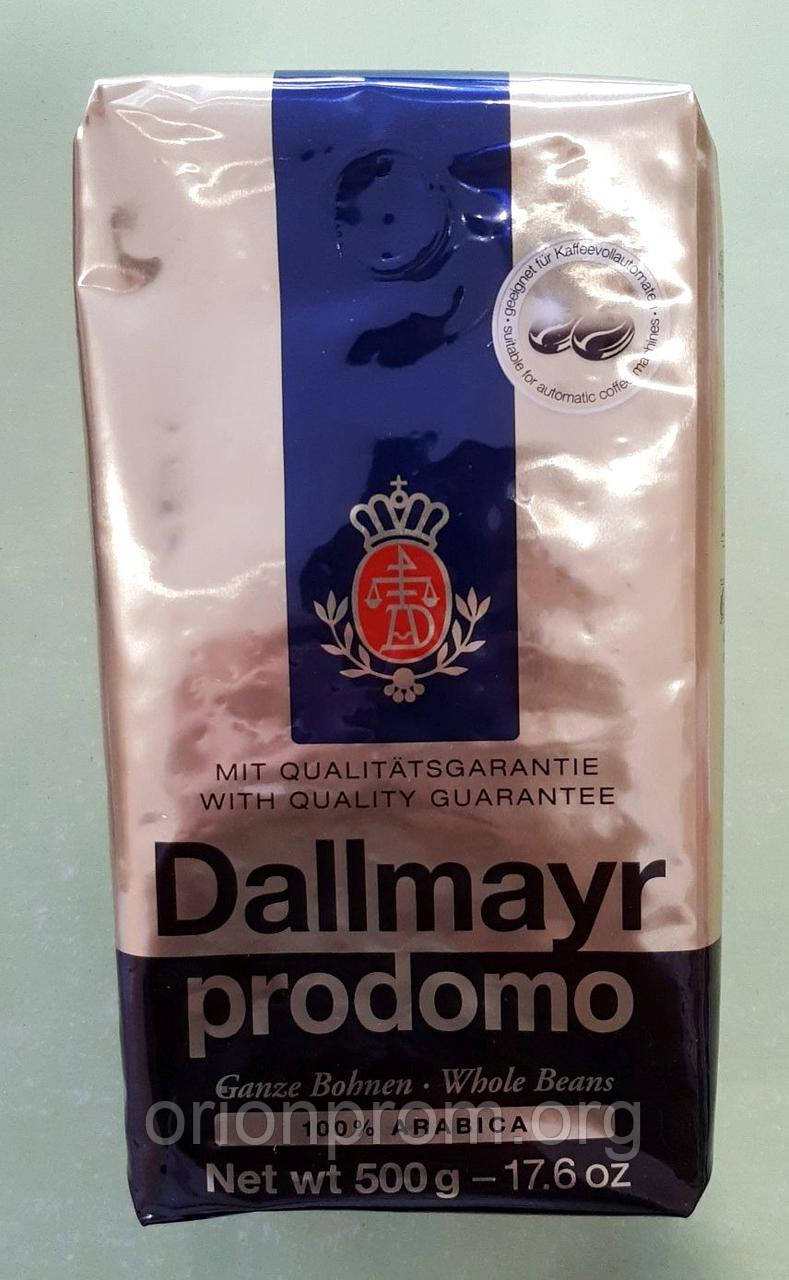 geeignet für Kaffeevollautomaten
suitable for automatic coffee machines
MIT QUALITÄTSGARANTIE
WITH QUALITY GUARANTEE
Dallmayr
prodomo
Ganze Bohnen · Whole Beans
orionprom.org
100% ARABICA
Net wt 500 g – 17.6 oz